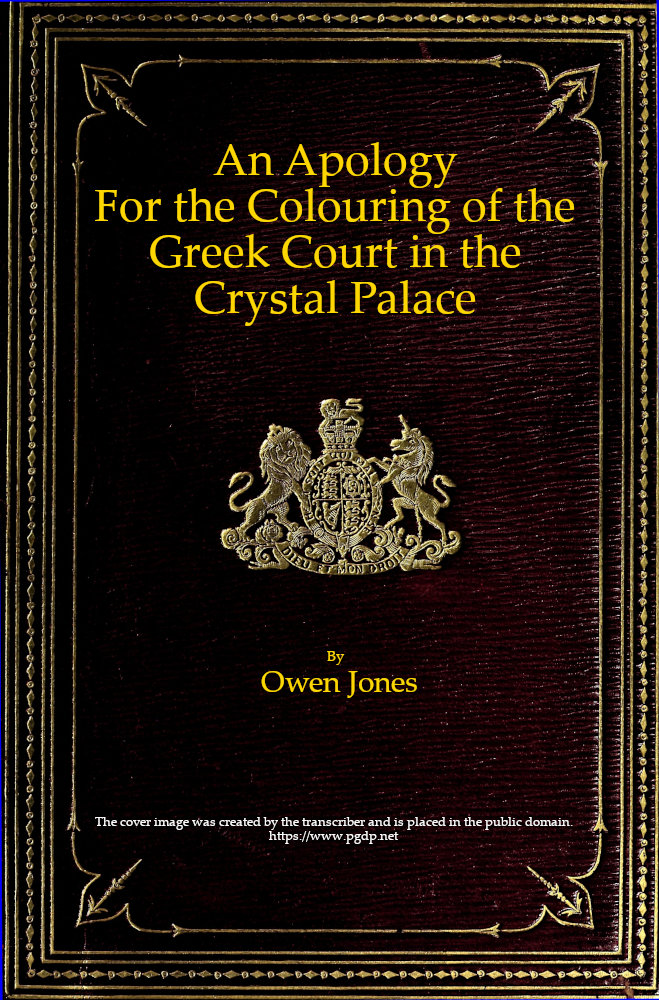 An Apology
For the Colouring of the
Greek Court in the
Crystal Palace
DIEU ET MON DROIT
By
Owen Jones
The cover image was created by the transcriber and is placed in the public domain.
https://www.pgdp.net